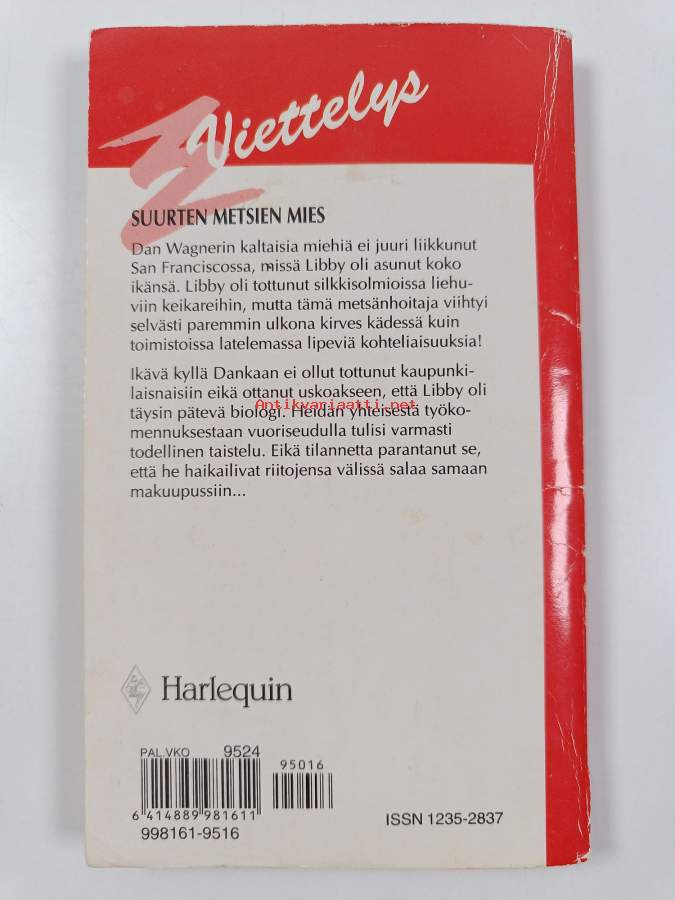 Viettelys
SUURTEN METSIEN MIES
Dan Wagnerin kaltaisia miehiä ei juuri liikkunut
San Franciscossa, missä Libby oli asunut koko
ikänsä. Libby oli tottunut silkkisolmioissa liehu-
viin keikareihin, mutta tämä metsänhoitaja viihtyi
selvästi paremmin ulkona kirves kädessä kuin
toimistoissa latelemassa lipeviä kohteliaisuuksia!
Ikävä kyllä Dankaan ei ollut tottunut kaupunki-
laisnaisiin eikä ottanut uskoakseen, että Libby oli
täysin pätevä biologi. Heidän yhteisestä työko-
Antikvariaatti.net
mennuksestaan vuoriseudulla tulisi varmasti
todellinen taistelu. Eikä tilannetta parantanut se,
että he haikailivat riitojensa välissä salaa samaan
makuupussiin...
Harlequin
PAL.VKO 9524
95016
6 414889 981611
998161-9516
ISSN 1235-2837